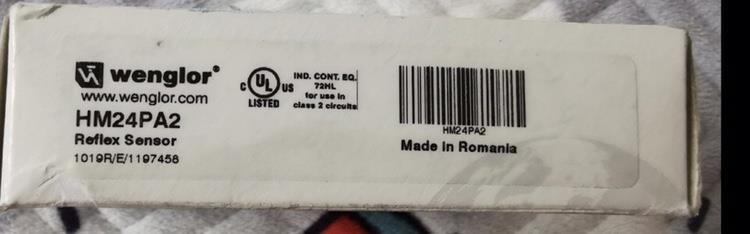 wenglor®
www.wenglor.com
HM24PA2
Reflex Sensor
1019R/E/1197458
C UL US
LISTED
IND. CONT. EQ.
72HL
for use in
class 2 circuits
HM24PA2
Made in Romania